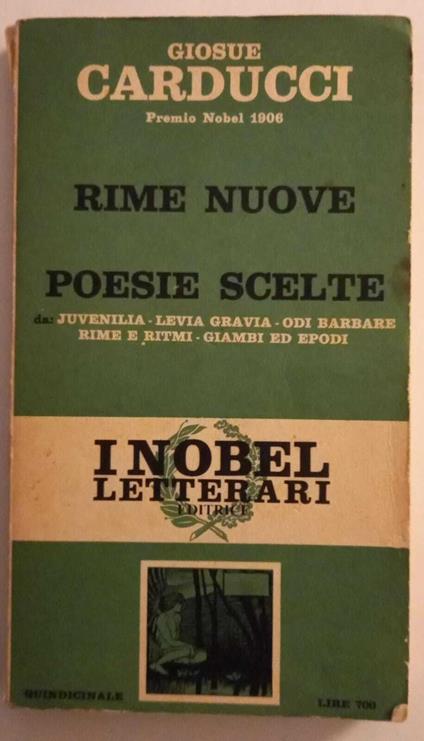 GIOSUE
CARDUCCI
Premio Nobel 1906
RIME NUOVE
POESIE SCELTE
da: JUVENILIA - LEVIA GRAVIA - ODI BARBARE
RIME E RITMI - GIAMBI ED EPODI
I NOBEL
LETTERARI
EDITRICE
QUINDICINALE
LIRE 700